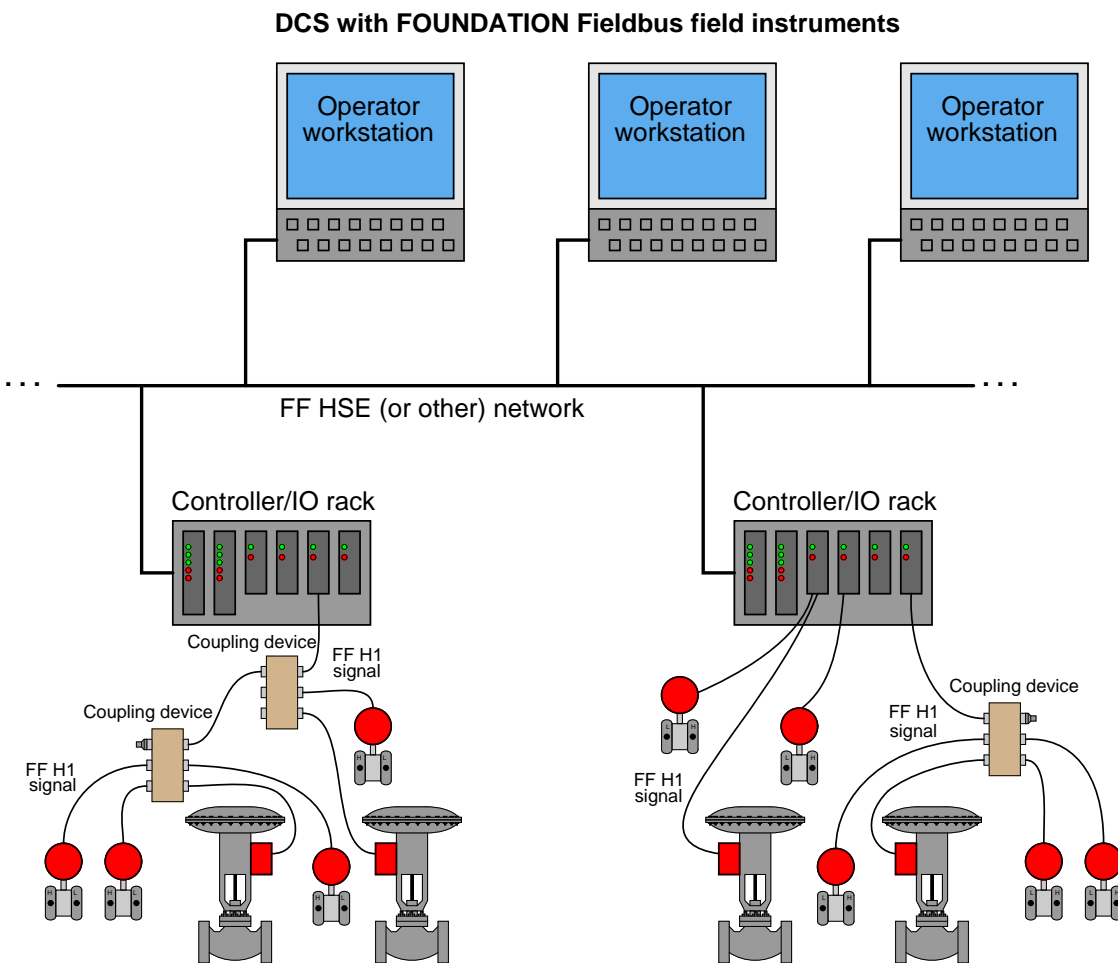 DCS with FOUNDATION Fieldbus field instruments
Operator
workstation
Operator
workstation
Operator
workstation
. . .
. . .
FF HSE (or other) network
Controller/IO rack
Controller/IO rack
Coupling device
FF H1
signal
Coupling device
FF H1
signal
Coupling device
FF H1
signal
FF H1
signal
H L
H L
H L
H L
L H
L H
H L
L H
L H